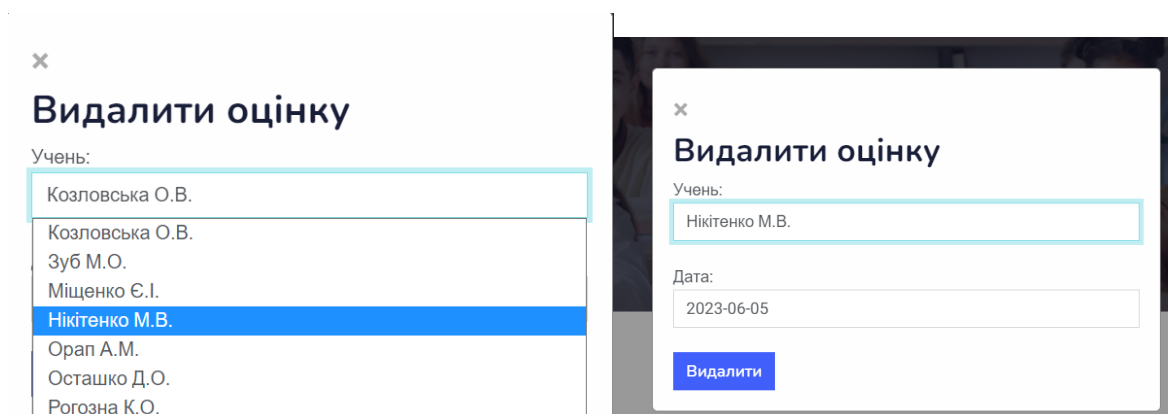 ×
Видалити оцінку
Учень:
Козловська О.В.
Козловська О.В.
Зуб М.О.
Міщенко Є.І.
Нікітенко М.В.
Орап А.М.
Осташко Д.О.
Рогозна К.О.
×
Видалити оцінку
Учень:
Нікітенко М.В.
Дата:
2023-06-05
Видалити